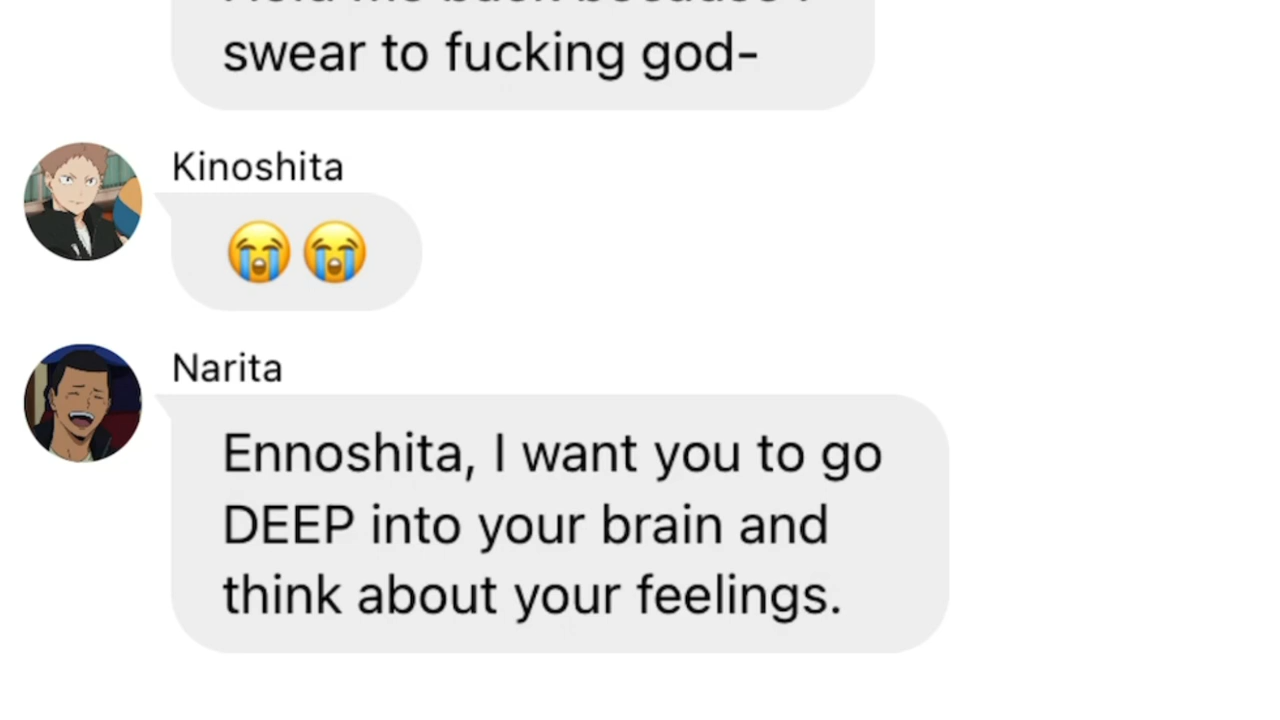 swear to fucking god-
Kinoshita
😭😭
Narita
Ennoshita, I want you to go
DEEP into your brain and
think about your feelings.